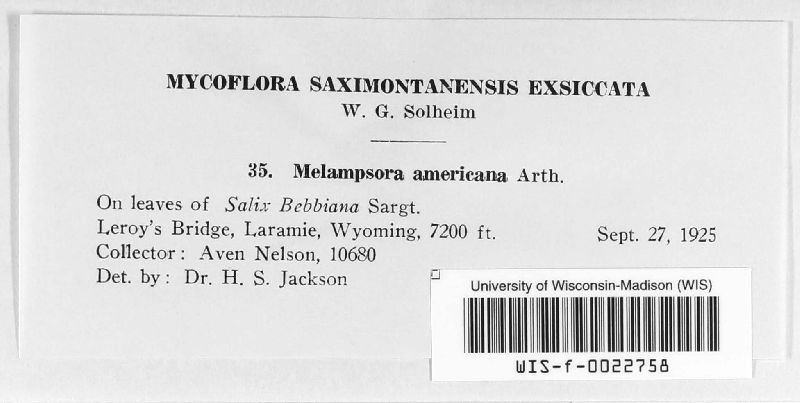 MYCOFLORA SAXIMONTANENSIS EXSICCATA
W. G. Solheim
35. Melampsora americana Arth.
On leaves of Salix Bebbiana Sargt.
Leroy's Bridge, Laramie, Wyoming, 7200 ft. Sept. 27, 1925
Collector: Aven Nelson, 10680
Det. by: Dr. H. S. Jackson
University of Wisconsin-Madison (WIS)
WIS-f-0022758